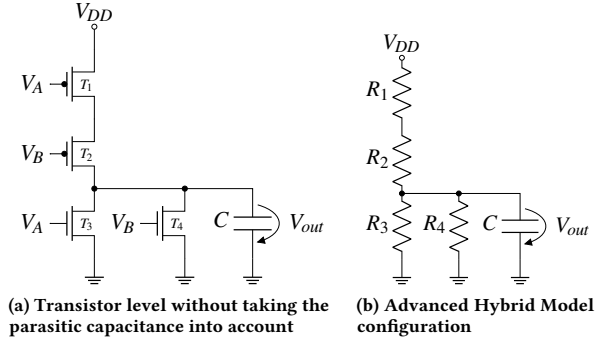 V_DD
V_A T_1
V_B T_2
V_A T_3 V_B T_4 C V_out
(a) Transistor level without taking the
parasitic capacitance into account
V_DD
R_1
R_2
R_3 R_4 C V_out
(b) Advanced Hybrid Model
configuration